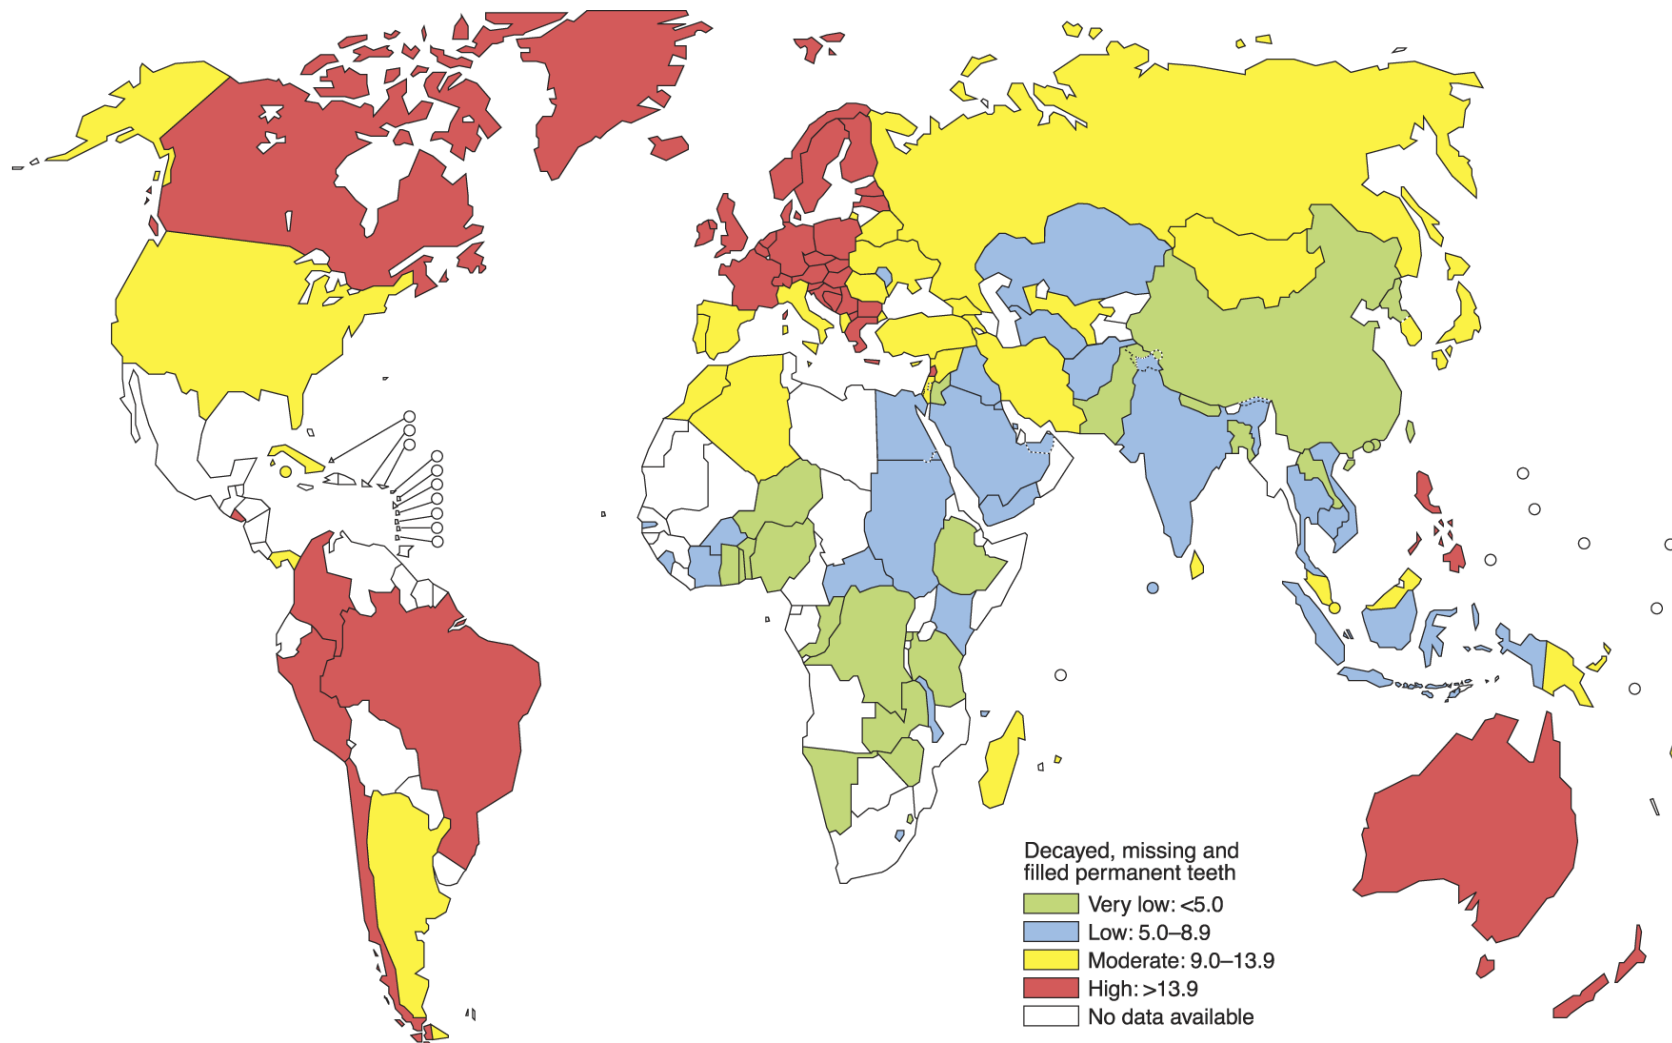 Decayed, missing and
filled permanent teeth
Very low: <5.0
Low: 5.0–8.9
Moderate: 9.0–13.9
High: >13.9
No data available